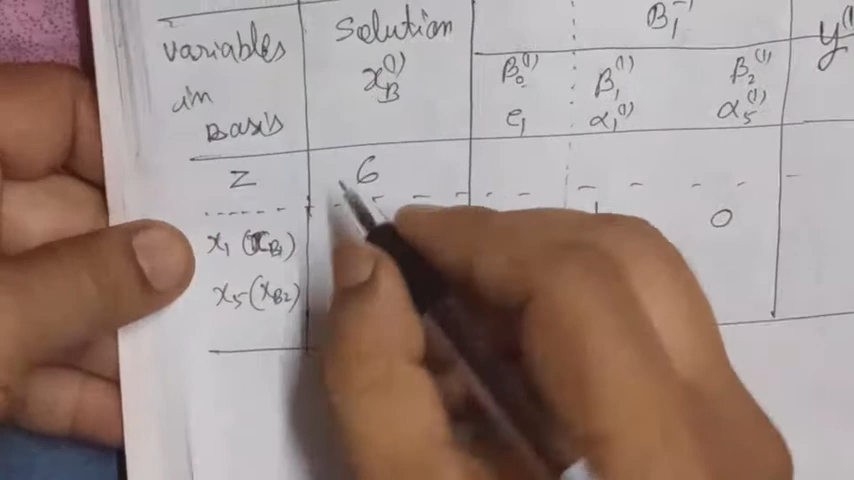 variables
in
Basis
Solution
x_B^(1)
B_1^-1
β_0^(1)
e_1
β_1^(1)
α_1^(1)
β_2^(1)
α_5^(1)
y^(1
Z 6
x_1 (x_B1) 0
x_5 (x_B2)